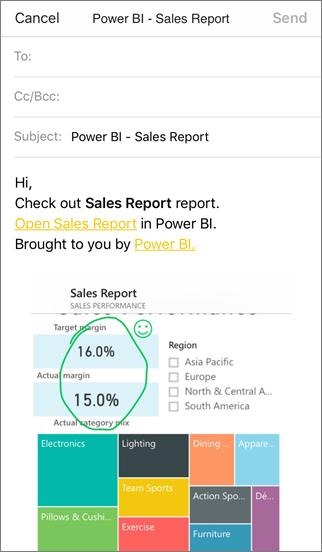 Cancel Power BI - Sales Report Send
To:
Cc/Bcc:
Subject: Power BI - Sales Report
Hi,
Check out Sales Report report.
Open Sales Report in Power BI.
Brought to you by Power BI.
Sales Report
SALES PERFORMANCE
Target margin
16.0%
Actual margin
15.0%
Actual category mix
Region
Asia Pacific
Europe
North & Central A...
South America
Electronics
Lighting
Dining ...
Appare...
Team Sports
Action Spo...
Dé...
Pillows & Cushi...
Exercise
Furniture